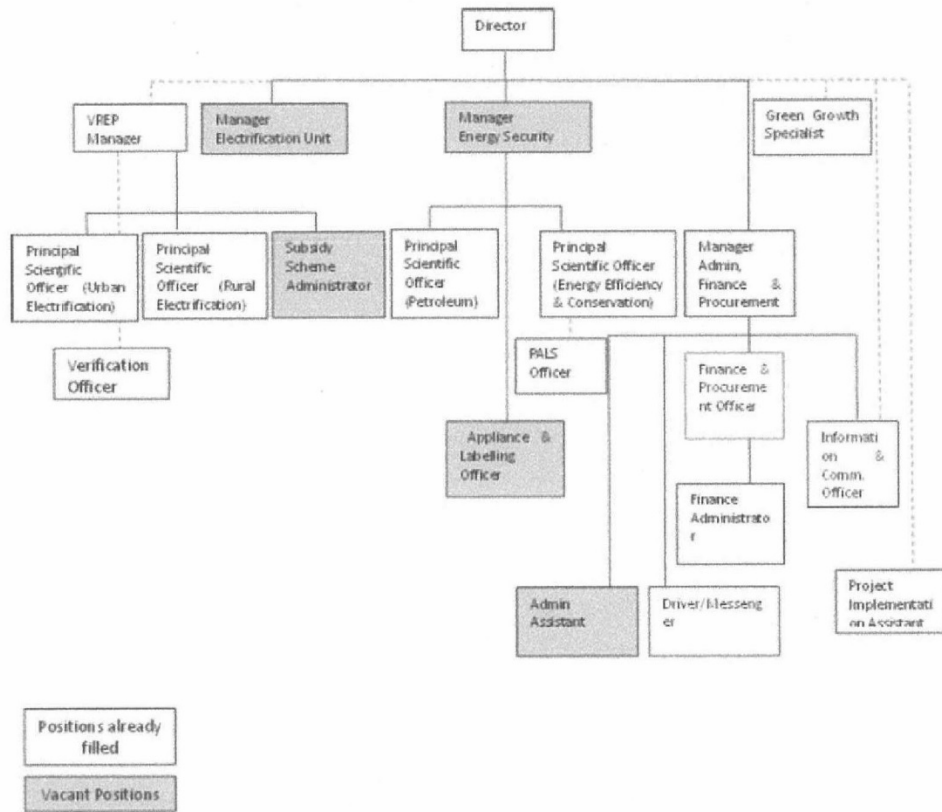 Director
VREP
Manager
Manager
Electrification Unit
Manager
Energy Security
Green Growth
Specialist
Principal
Scientific
Officer (Urban
Electrification)
Principal
Scientific
Officer (Rural
Electrification)
Subsidy
Scheme
Administrator
Principal
Scientific
Officer
(Petroleum)
Principal
Scientific Officer
(Energy Efficiency
& Conservation)
Manager
Admin,
Finance &
Procurement
Verification
Officer
PALS
Officer
Finance &
Procureme
nt Officer
Appliance &
Labelling
Officer
Informati
on &
Comm.
Officer
Finance
Administrato
r
Admin
Assistant
Driver/Messeng
er
Project
Implementati
on Assistant
Positions already
filled
Vacant Positions